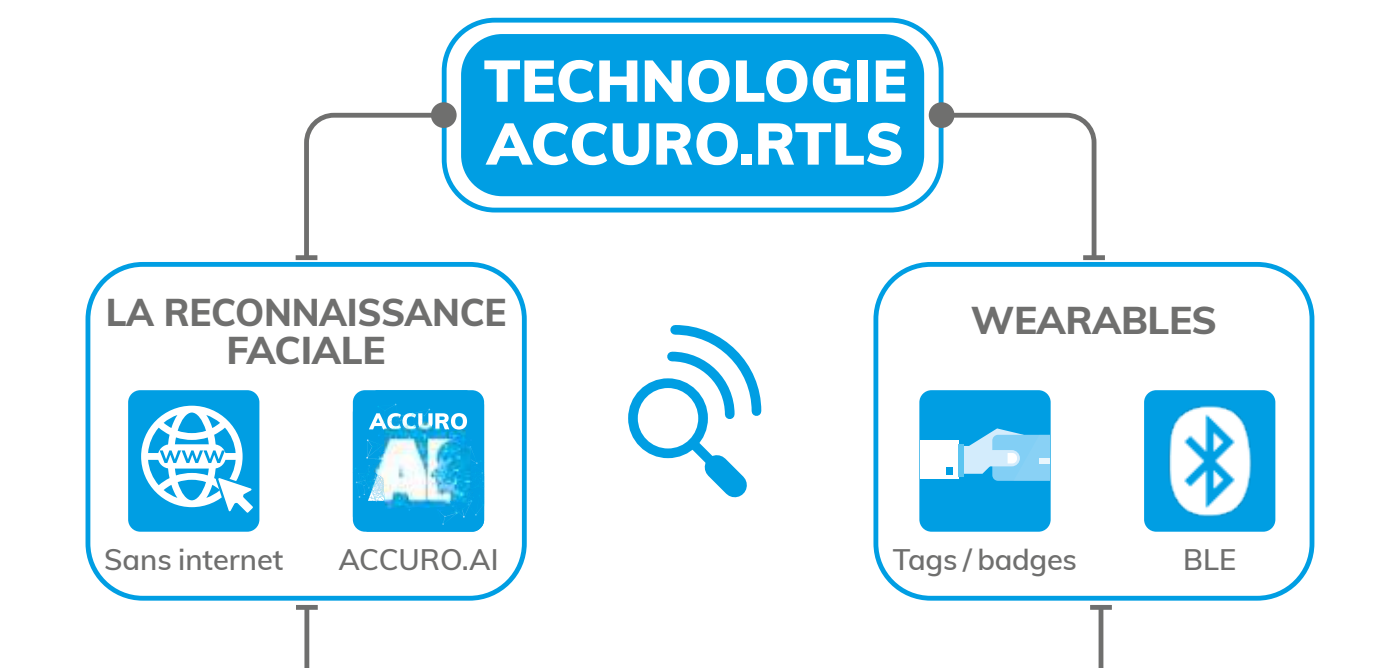 TECHNOLOGIE
ACCURO.RTLS
LA RECONNAISSANCE
FACIALE
WWW
Sans internet
ACCURO
AI
ACCURO.AI
WEARABLES
Tags / badges
BLE